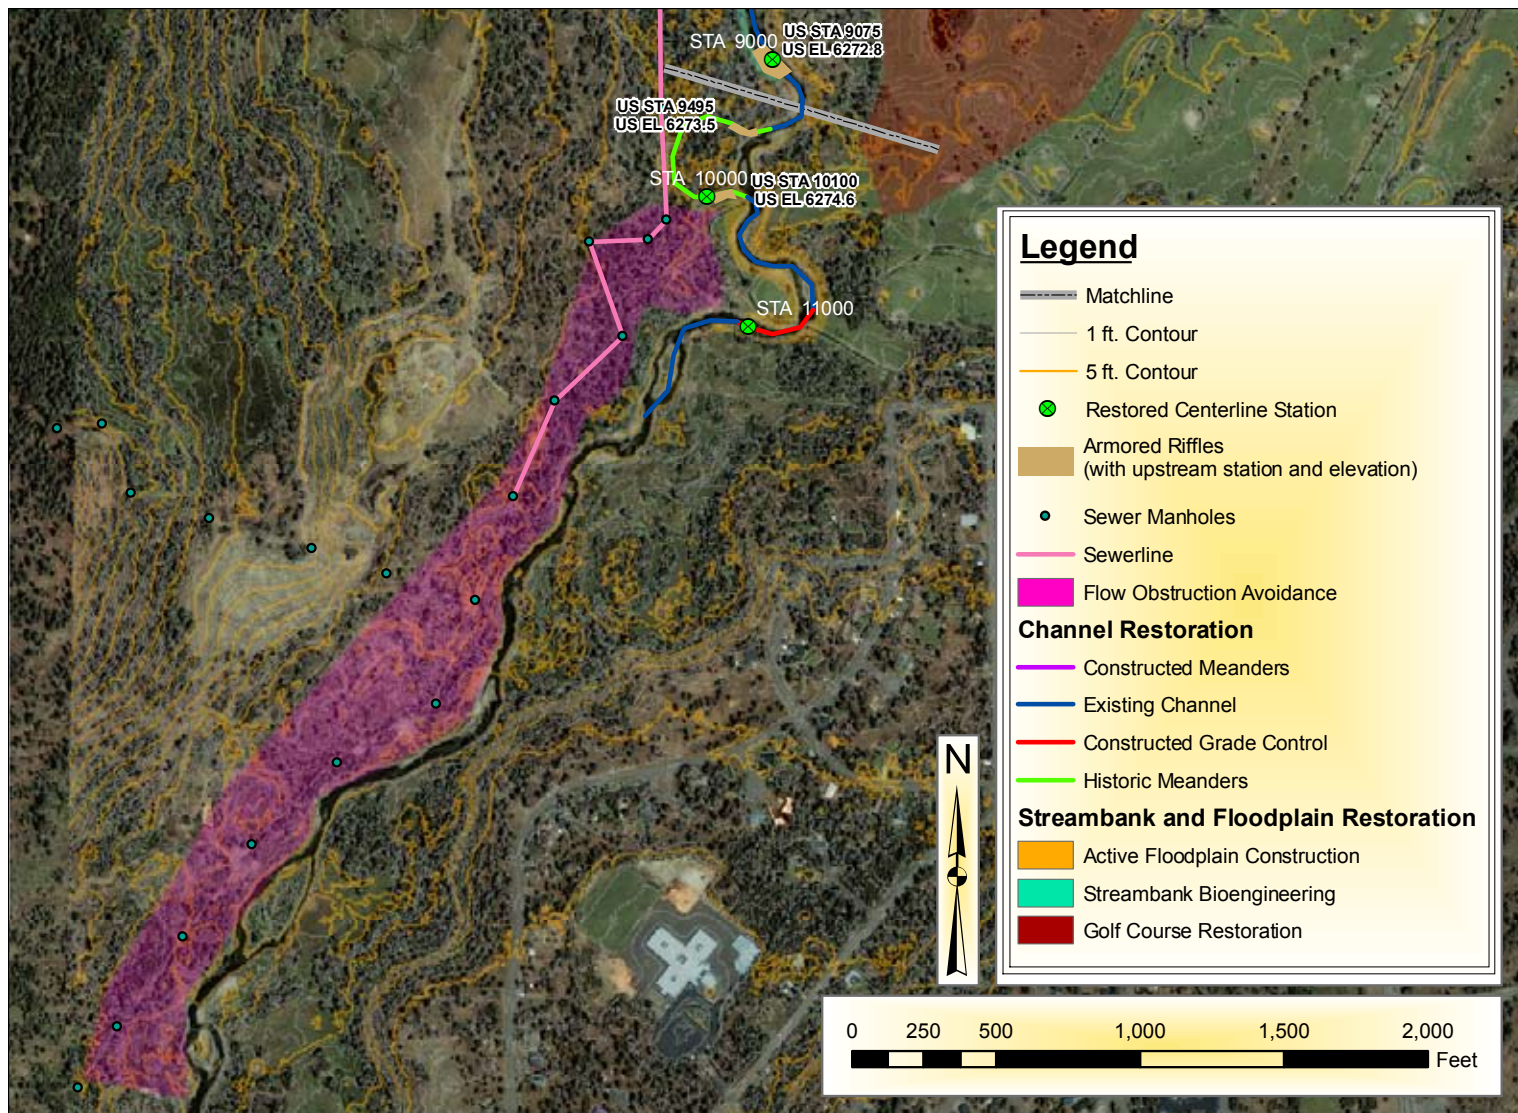 STA 9000
US STA 9075
US EL 6272.8
US STA 9495
US EL 6273.5
STA 10000
US STA 10100
US EL 6274.6
STA 11000
Legend
Matchline
1 ft. Contour
5 ft. Contour
Restored Centerline Station
Armored Riffles
(with upstream station and elevation)
Sewer Manholes
Sewerline
Flow Obstruction Avoidance
Channel Restoration
Constructed Meanders
Existing Channel
Constructed Grade Control
Historic Meanders
Streambank and Floodplain Restoration
Active Floodplain Construction
Streambank Bioengineering
Golf Course Restoration
N
0 250 500 1,000 1,500 2,000
Feet